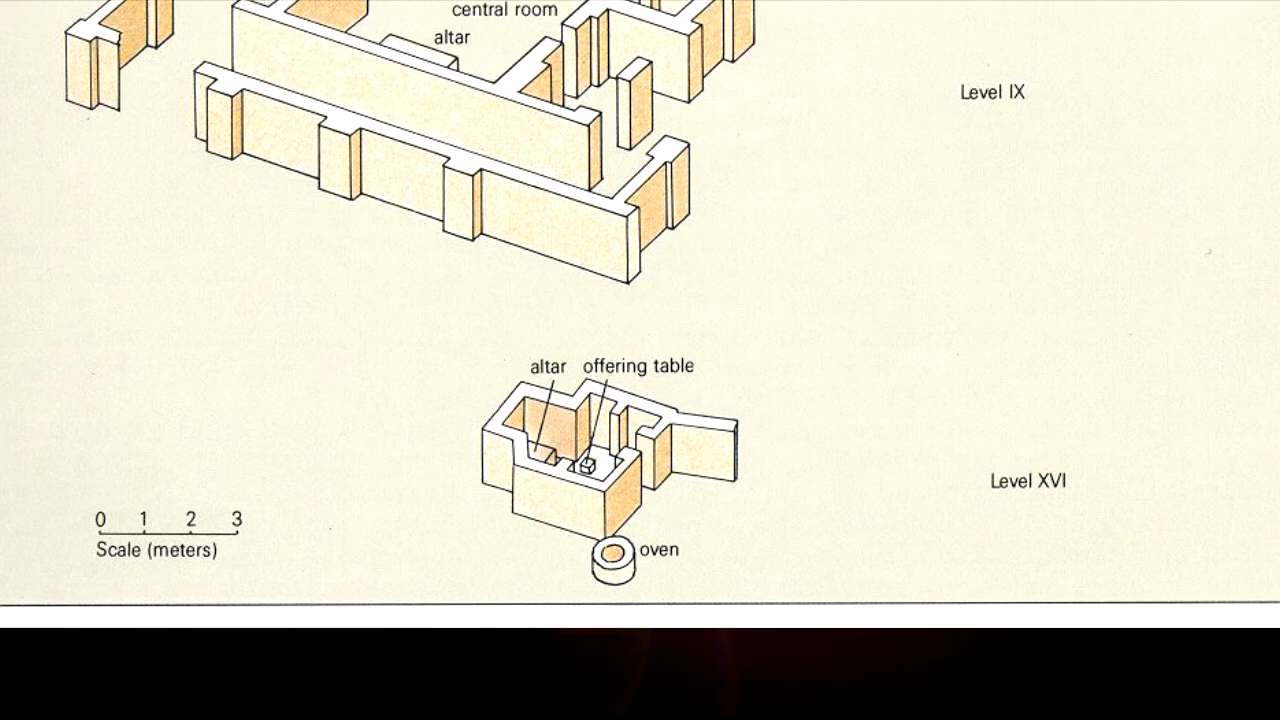 central room
altar
Level IX
altar offering table
Level XVI
0 1 2 3
Scale (meters)
oven